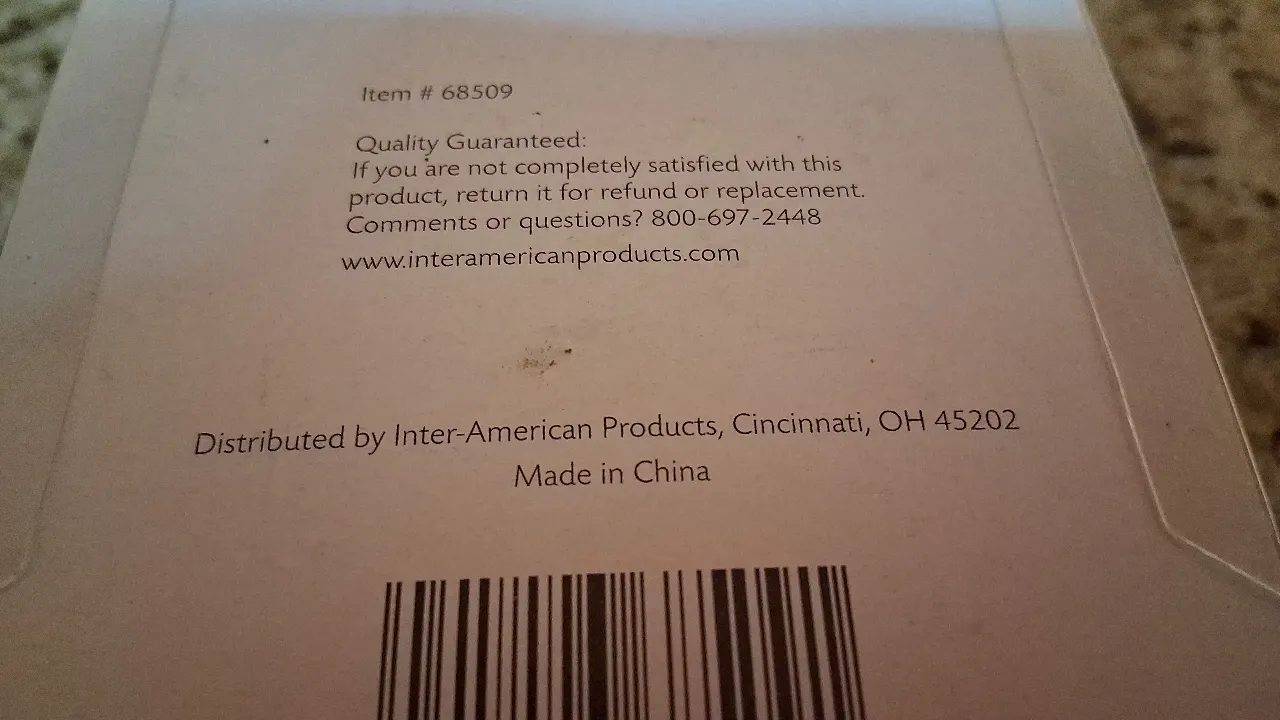 Item # 68509
Quality Guaranteed:
If you are not completely satisfied with this
product, return it for refund or replacement.
Comments or questions? 800-697-2448
www.interamericanproducts.com
Distributed by Inter-American Products, Cincinnati, OH 45202
Made in China